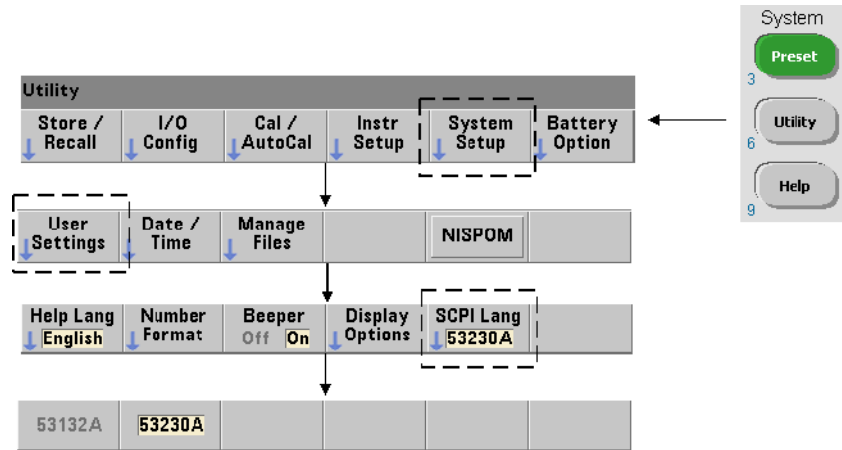 System
Preset
3
Utility
6
Help
9
Utility
Store /
Recall
I/O
Config
Cal /
AutoCal
Instr
Setup
System
Setup
Battery
Option
User
Settings
Date /
Time
Manage
Files
NISPOM
Help Lang
English
Number
Format
Beeper
Off On
Display
Options
SCPI Lang
53230A
53132A
53230A